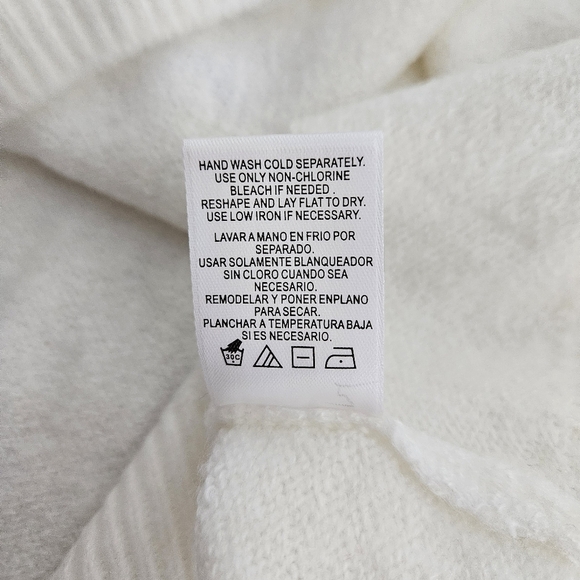 HAND WASH COLD SEPARATELY.
USE ONLY NON-CHLORINE
BLEACH IF NEEDED .
RESHAPE AND LAY FLAT TO DRY.
USE LOW IRON IF NECESSARY.
LAVAR A MANO EN FRIO POR
SEPARADO.
USAR SOLAMENTE BLANQUEADOR
SIN CLORO CUANDO SEA
NECESARIO.
REMODELAR Y PONER ENPLANO
PARA SECAR.
PLANCHAR A TEMPERATURA BAJA
SI ES NECESARIO.
30C